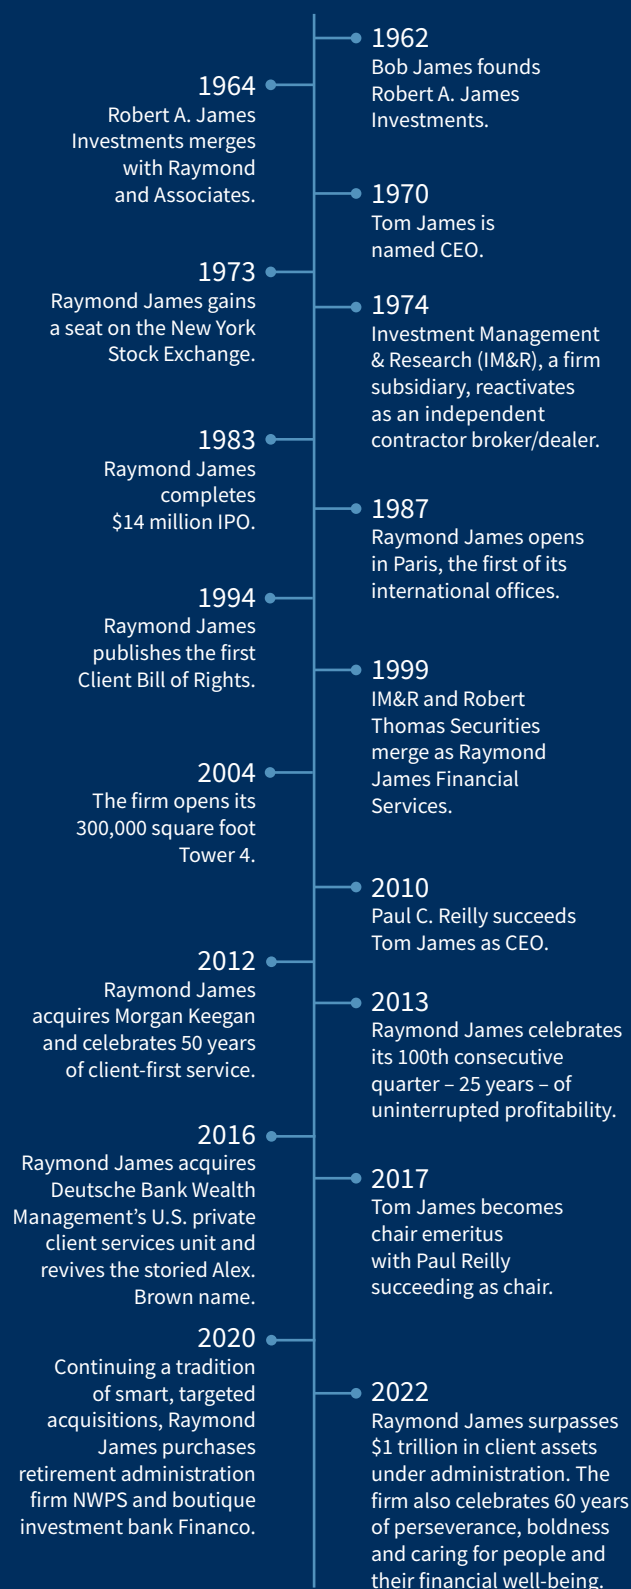 1962
Bob James founds
Robert A. James
Investments.
1964
Robert A. James
Investments merges
with Raymond
and Associates.
1970
Tom James is
named CEO.
1973
Raymond James gains
a seat on the New York
Stock Exchange.
1974
Investment Management
& Research (IM&R), a firm
subsidiary, reactivates
as an independent
contractor broker/dealer.
1983
Raymond James
completes
$14 million IPO.
1987
Raymond James opens
in Paris, the first of its
international offices.
1994
Raymond James
publishes the first
Client Bill of Rights.
1999
IM&R and Robert
Thomas Securities
merge as Raymond
James Financial
Services.
2004
The firm opens its
300,000 square foot
Tower 4.
2010
Paul C. Reilly succeeds
Tom James as CEO.
2012
Raymond James
acquires Morgan Keegan
and celebrates 50 years
of client-first service.
2013
Raymond James celebrates
its 100th consecutive
quarter – 25 years – of
uninterrupted profitability.
2016
Raymond James acquires
Deutsche Bank Wealth
Management’s U.S. private
client services unit and
revives the storied Alex.
Brown name.
2017
Tom James becomes
chair emeritus
with Paul Reilly
succeeding as chair.
2020
Continuing a tradition
of smart, targeted
acquisitions, Raymond
James purchases
retirement administration
firm NWPS and boutique
investment bank Financo.
2022
Raymond James surpasses
$1 trillion in client assets
under administration. The
firm also celebrates 60 years
of perseverance, boldness
and caring for people and
their financial well-being.